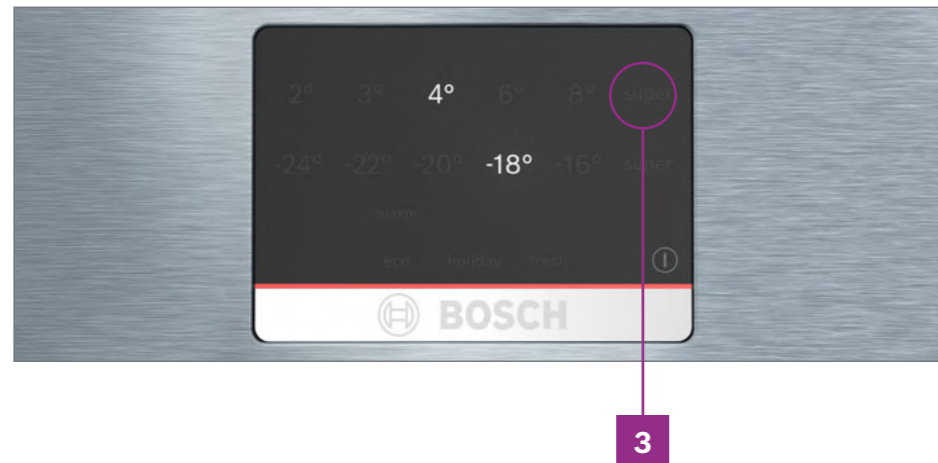 2° 3° 4° 6° 8° super
-24° -22° -20° -18° -16° super
alarm
eco holiday fresh
BOSCH
3